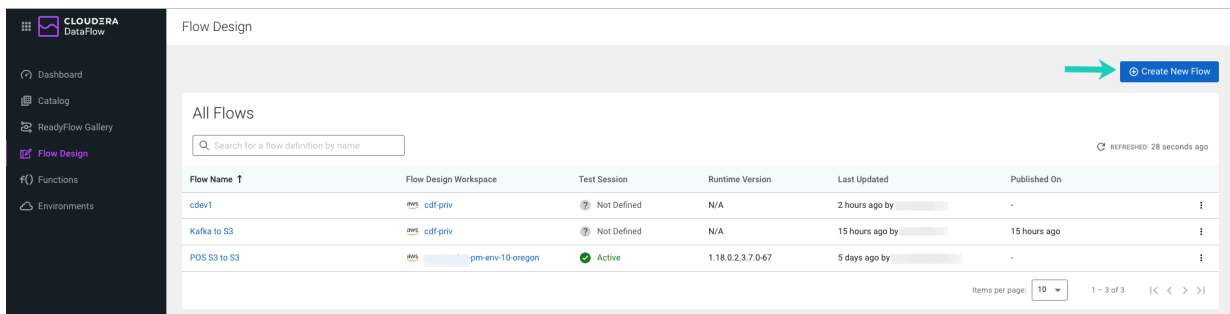 CLOUDERA
DataFlow
Flow Design
Dashboard
Catalog
ReadyFlow Gallery
Flow Design
f() Functions
Environments
Create New Flow
All Flows
Search for a flow definition by name
REFRESHED: 28 seconds ago
Flow Name ↑ Flow Design Workspace Test Session Runtime Version Last Updated Published On
cdev1 aws cdf-priv ? Not Defined N/A 2 hours ago by -
Kafka to S3 aws cdf-priv ? Not Defined N/A 15 hours ago by 15 hours ago
POS S3 to S3 aws -pm-env-10-oregon Active 1.18.0.2.3.7.0-67 5 days ago by -
Items per page: 10 1 – 3 of 3